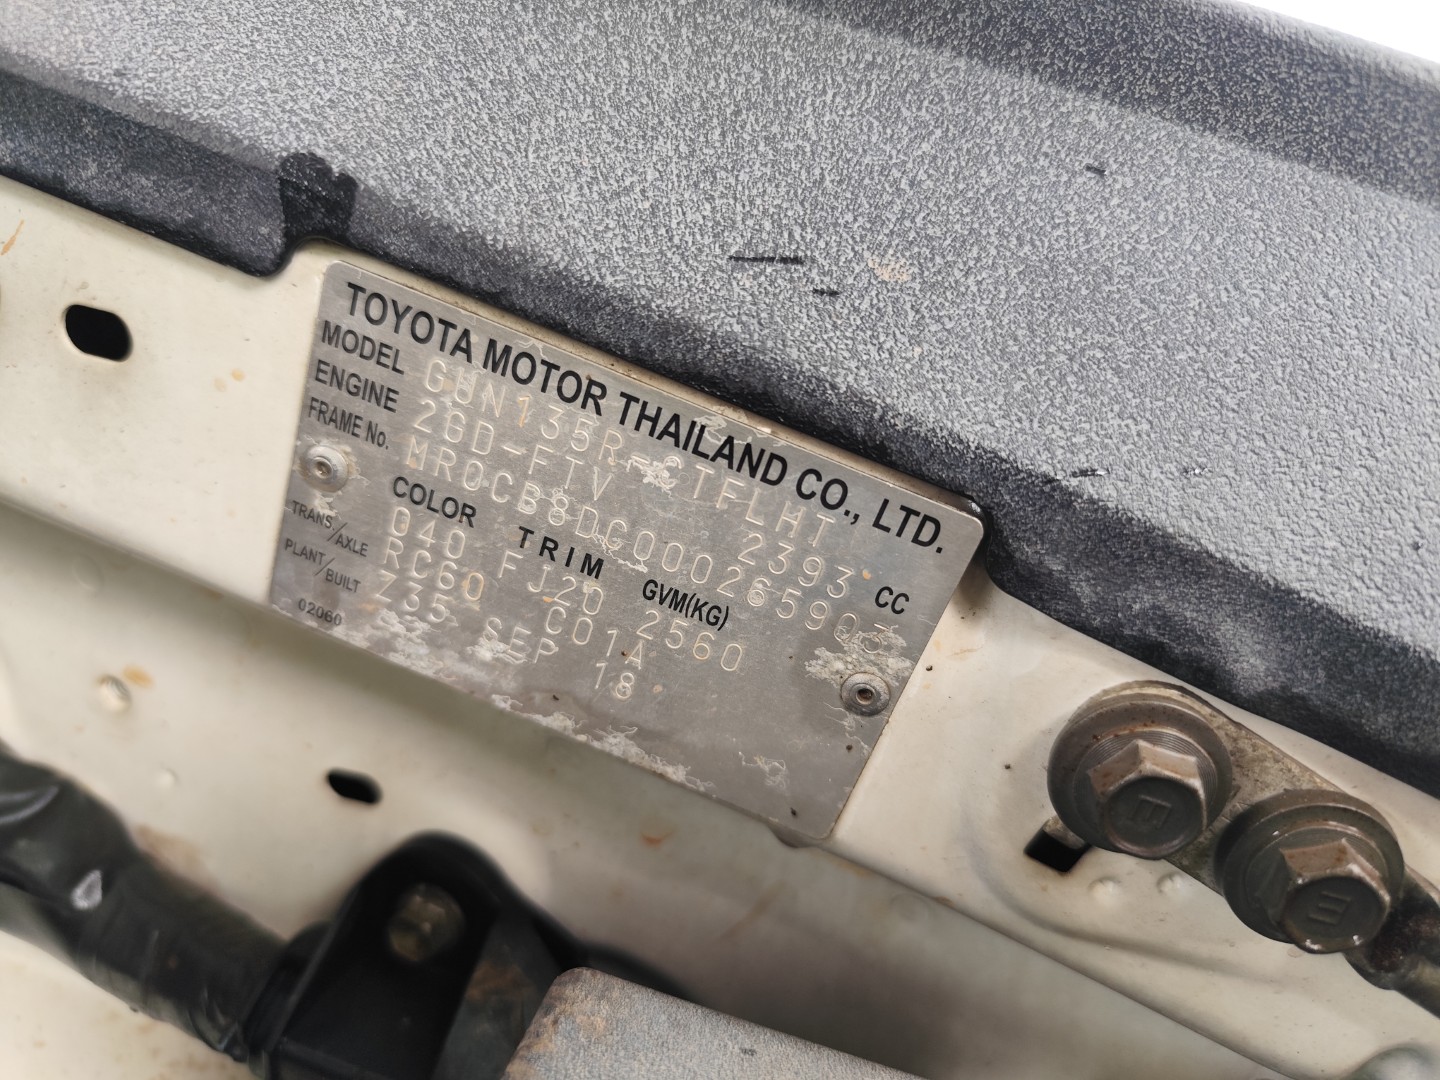 TOYOTA MOTOR THAILAND CO., LTD.
MODEL GUN135R-CTFLHT
ENGINE 2GD-FTV 2393 CC
FRAME No. MR0CB8DC000265903
COLOR TRIM GVM(KG)
040 FJ20 2560
TRANS/AXLE RC60 C01A
PLANT/BUILT Z35 SEP 18
02060